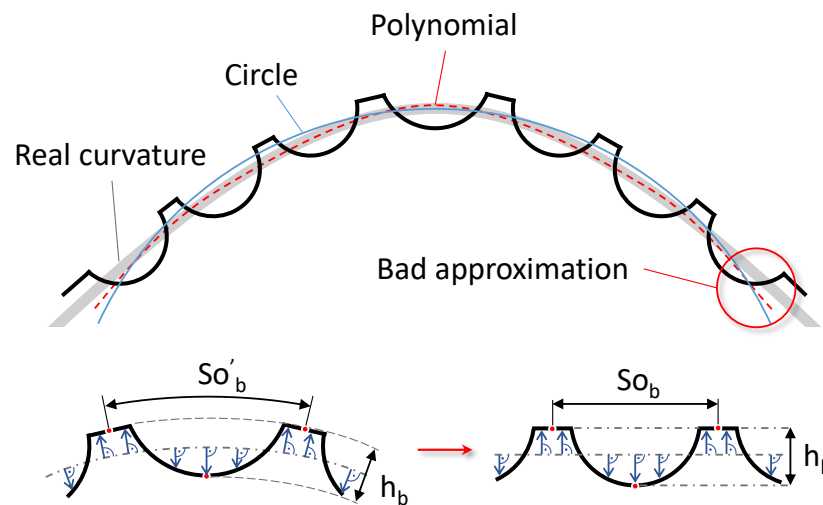 Polynomial
Circle
Real curvature
Bad approximation
So'b
Sob
hb